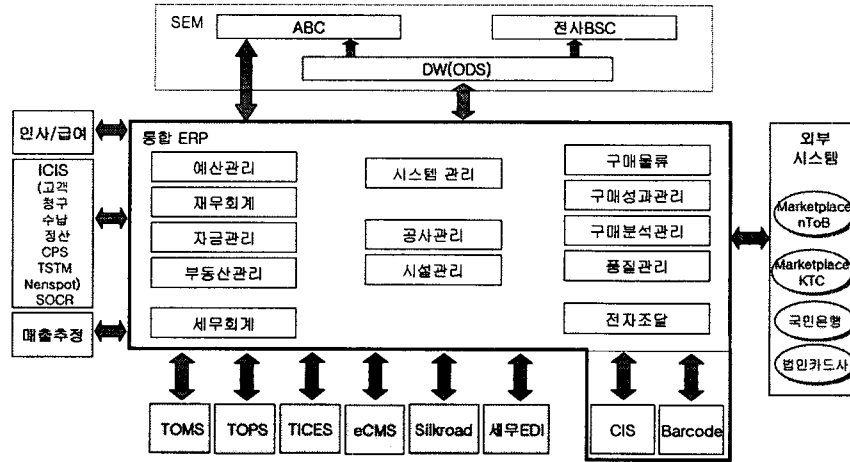 SEM
ABC
전사BSC
DW(ODS)
인사/급여
ICIS
(고객
청구
수납
정산
CPS
TSTM
Nenspot)
SOCR
매출추정
통합 ERP
예산관리
재무회계
자금관리
부동산관리
세무회계
시스템 관리
공사관리
시설관리
구매물류
구매성과관리
구매분석관리
품질관리
전자조달
외부
시스템
Marketplace
nToB
Marketplace
KTC
국민은행
법인카드사
TOMS
TOPS
TICES
eCMS
Silkroad
세무EDI
CIS
Barcode